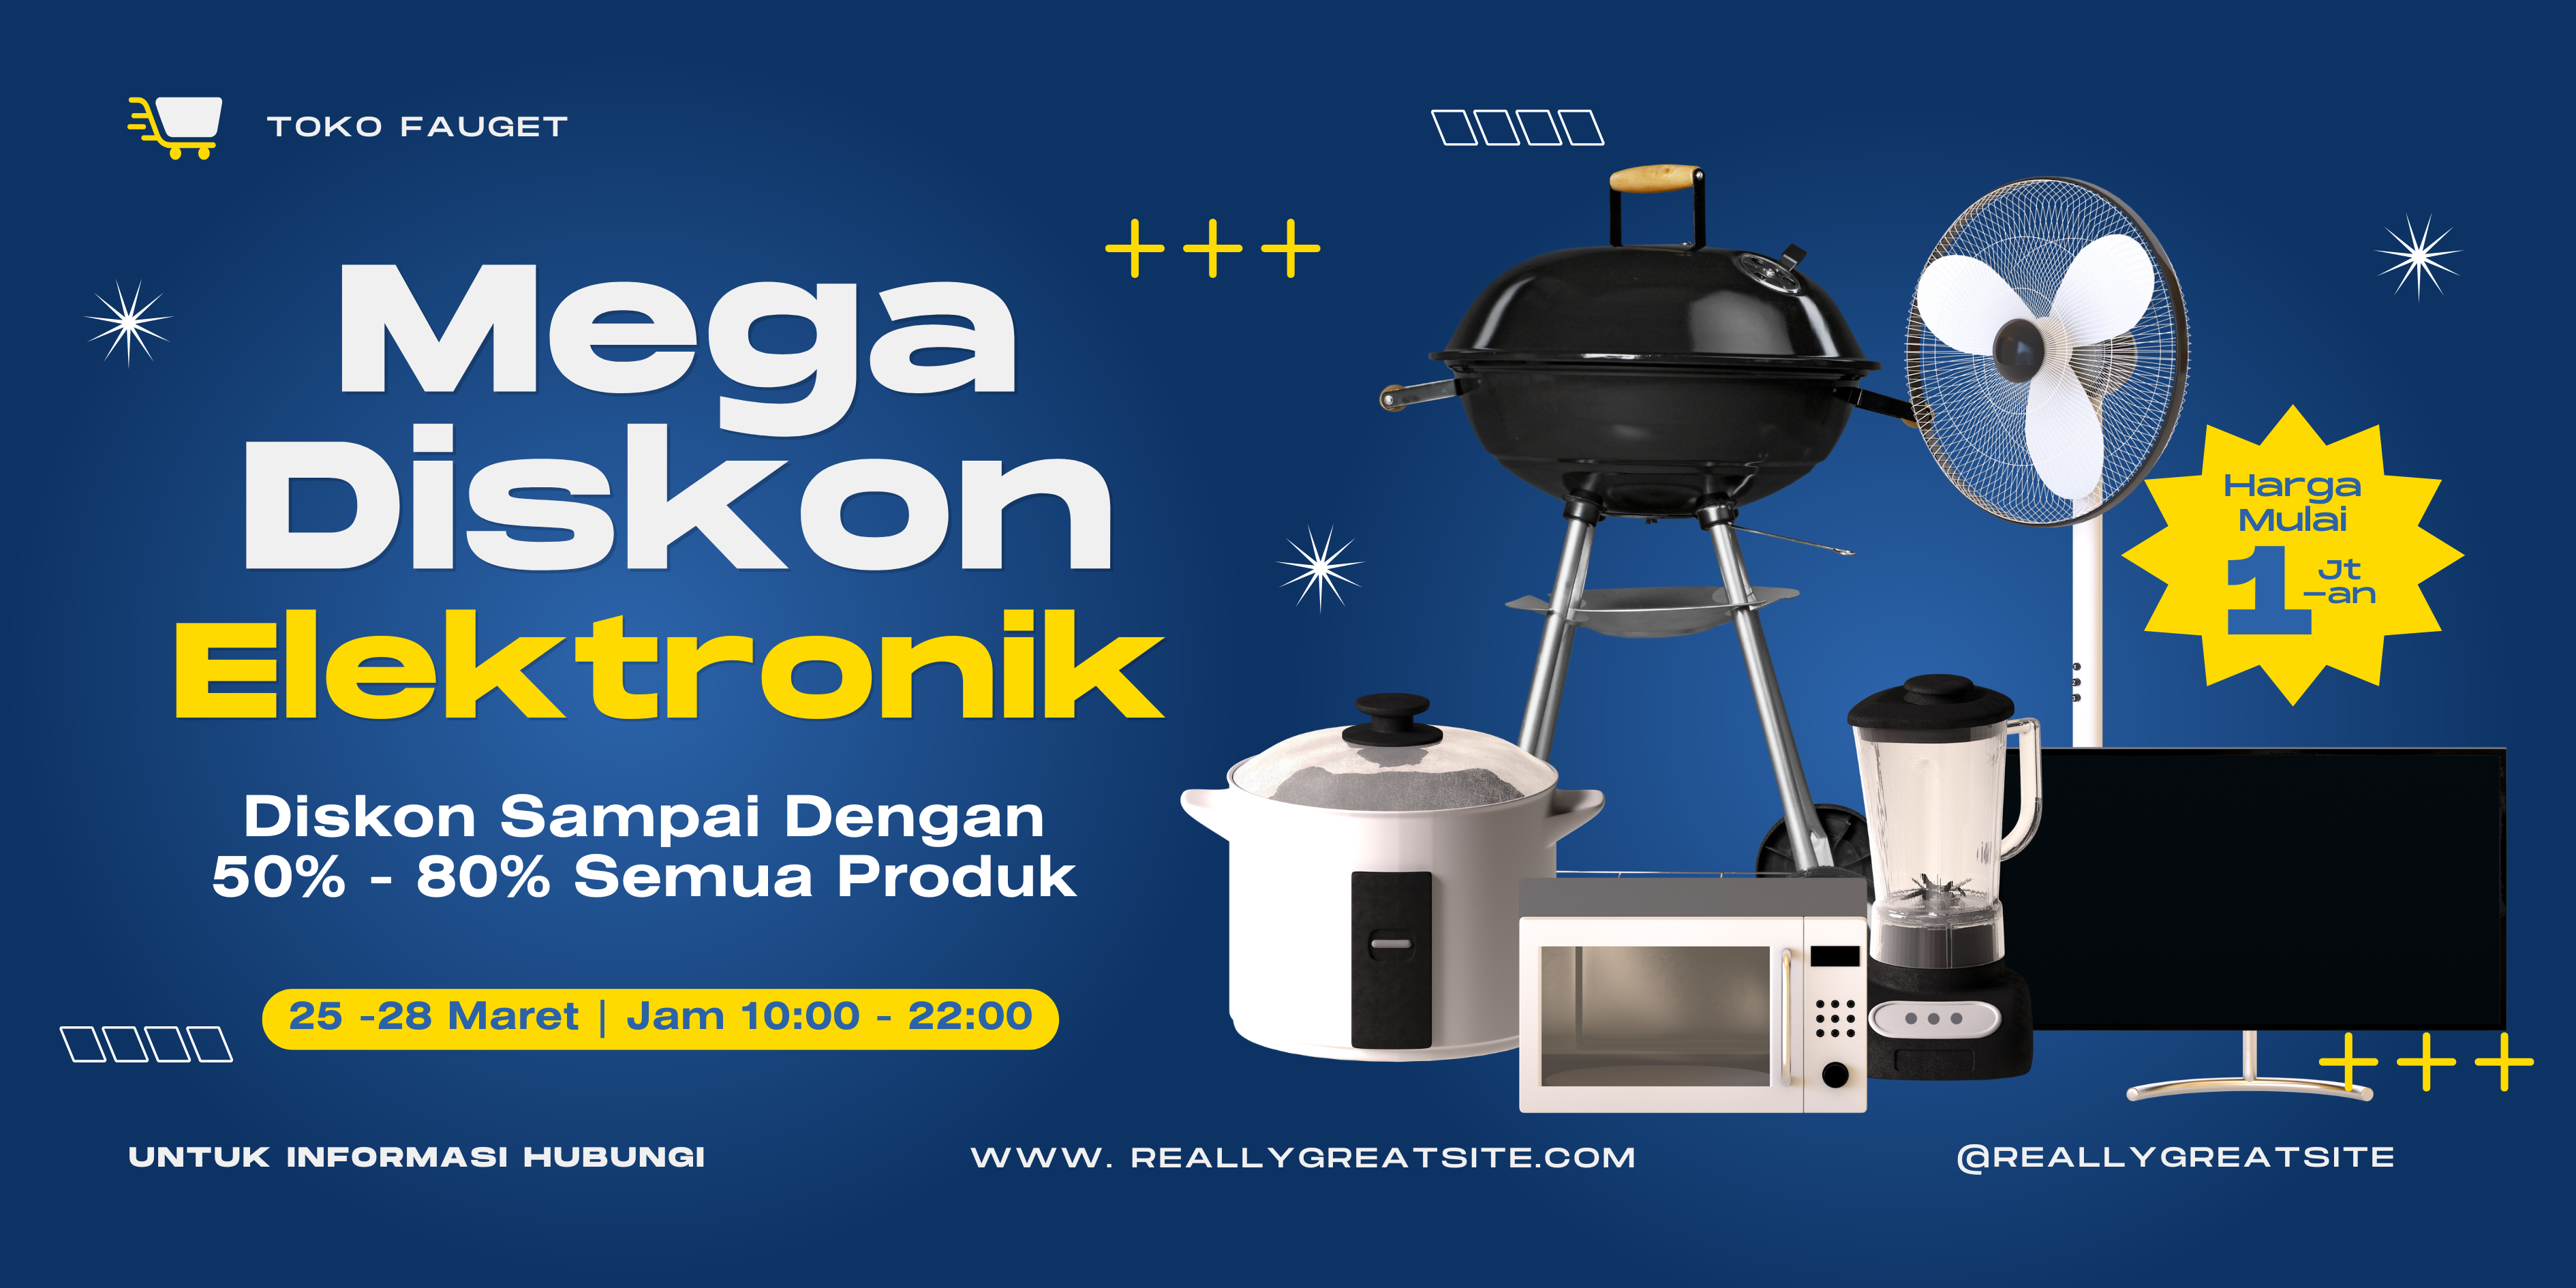 TOKO FAUGET
Mega
Diskon
Elektronik
Diskon Sampai Dengan
50% - 80% Semua Produk
25 -28 Maret | Jam 10:00 - 22:00
Harga
Mulai
1 Jt
-an
UNTUK INFORMASI HUBUNGI
WWW. REALLYGREATSITE.COM
@REALLYGREATSITE